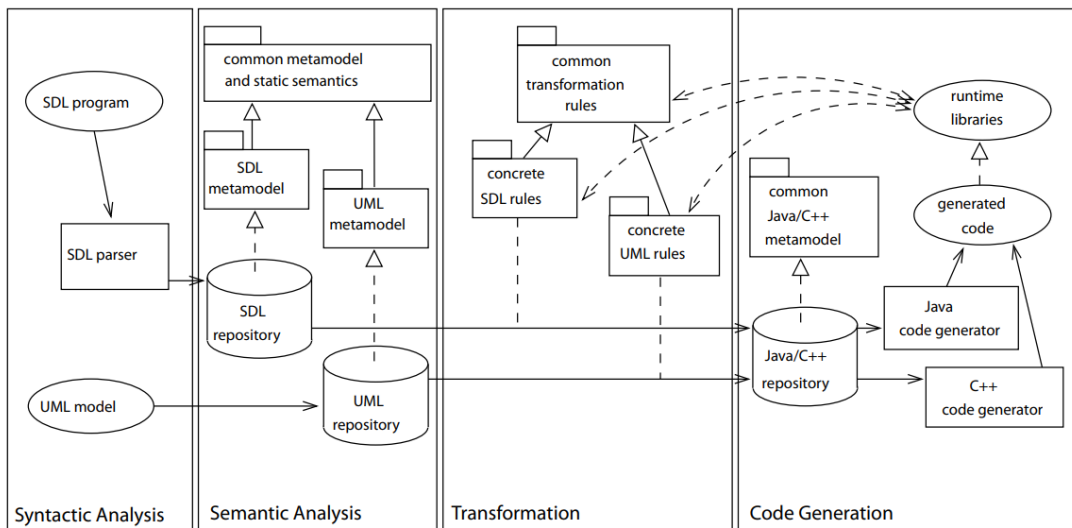 SDL program
SDL parser
UML model
Syntactic Analysis
common metamodel
and static semantics
SDL
metamodel
UML
metamodel
SDL
repository
UML
repository
Semantic Analysis
common
transformation
rules
concrete
SDL rules
concrete
UML rules
Transformation
runtime
libraries
common
Java/C++
metamodel
generated
code
Java
code generator
Java/C++
repository
C++
code generator
Code Generation